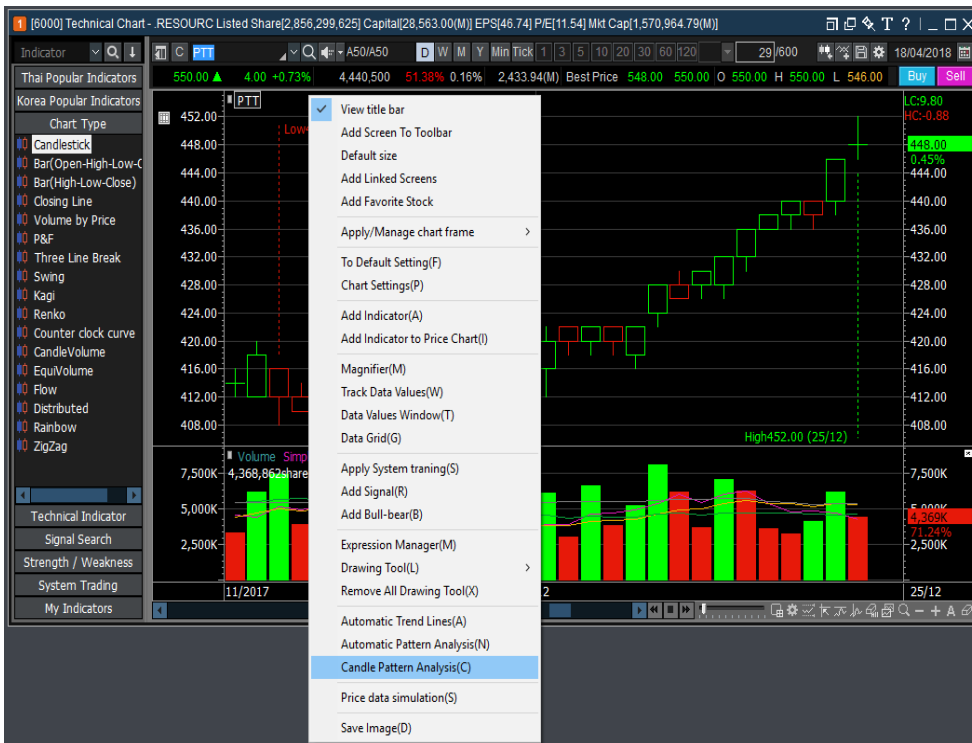 1 [6000] Technical Chart - .RESOURC Listed Share[2,856,299,625] Capital[28,563.00(M)] EPS[46.74] P/E[11.54] Mkt Cap[1,570,964.79(M)]
Indicator C PTT A50/A50 D W M Y Min Tick 1 3 5 10 20 30 60 120 29 /600 18/04/2018
550.00 ▲ 4.00 +0.73% 4,440,500 51.38% 0.16% 2,433.94(M) Best Price 548.00 550.00 O 550.00 H 550.00 L 546.00 Buy Sell
Thai Popular Indicators
Korea Popular Indicators
Chart Type
Candlestick
Bar(Open-High-Low-C
Bar(High-Low-Close)
Closing Line
Volume by Price
P&F
Three Line Break
Swing
Kagi
Renko
Counter clock curve
CandleVolume
EquiVolume
Flow
Distributed
Rainbow
ZigZag
Technical Indicator
Signal Search
Strength / Weakness
System Trading
My Indicators
PTT
452.00
448.00
444.00
440.00
436.00
432.00
428.00
424.00
420.00
416.00
412.00
408.00
Low
Volume Simp
4,368,862share
7,500K
5,000K
2,500K
11/2017
View title bar
Add Screen To Toolbar
Default size
Add Linked Screens
Add Favorite Stock
Apply/Manage chart frame >
To Default Setting(F)
Chart Settings(P)
Add Indicator(A)
Add Indicator to Price Chart(I)
Magnifier(M)
Track Data Values(W)
Data Values Window(T)
Data Grid(G)
Apply System traning(S)
Add Signal(R)
Add Bull-bear(B)
Expression Manager(M)
Drawing Tool(L) >
Remove All Drawing Tool(X)
Automatic Trend Lines(A)
Automatic Pattern Analysis(N)
Candle Pattern Analysis(C)
Price data simulation(S)
Save Image(D)
High452.00 (25/12)
2
LC:9.80
HC:-0.88
448.00
0.45%
444.00
440.00
436.00
432.00
428.00
424.00
420.00
416.00
412.00
408.00
7,500K
4,369K
71.24%
2,500K
25/12
A